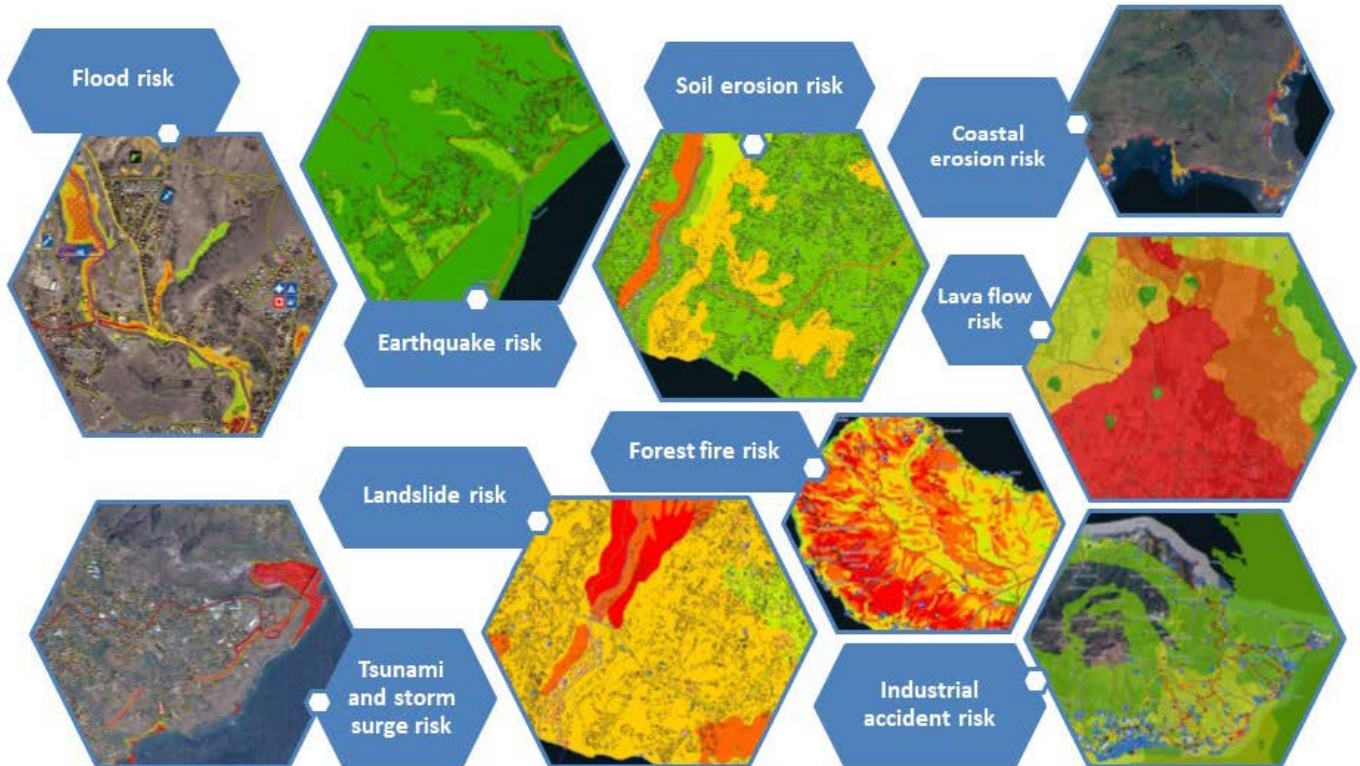 Flood risk
Earthquake risk
Soil erosion risk
Coastal
erosion risk
Lava flow
risk
Forest fire risk
Landslide risk
Tsunami
and storm
surge risk
Industrial
accident risk